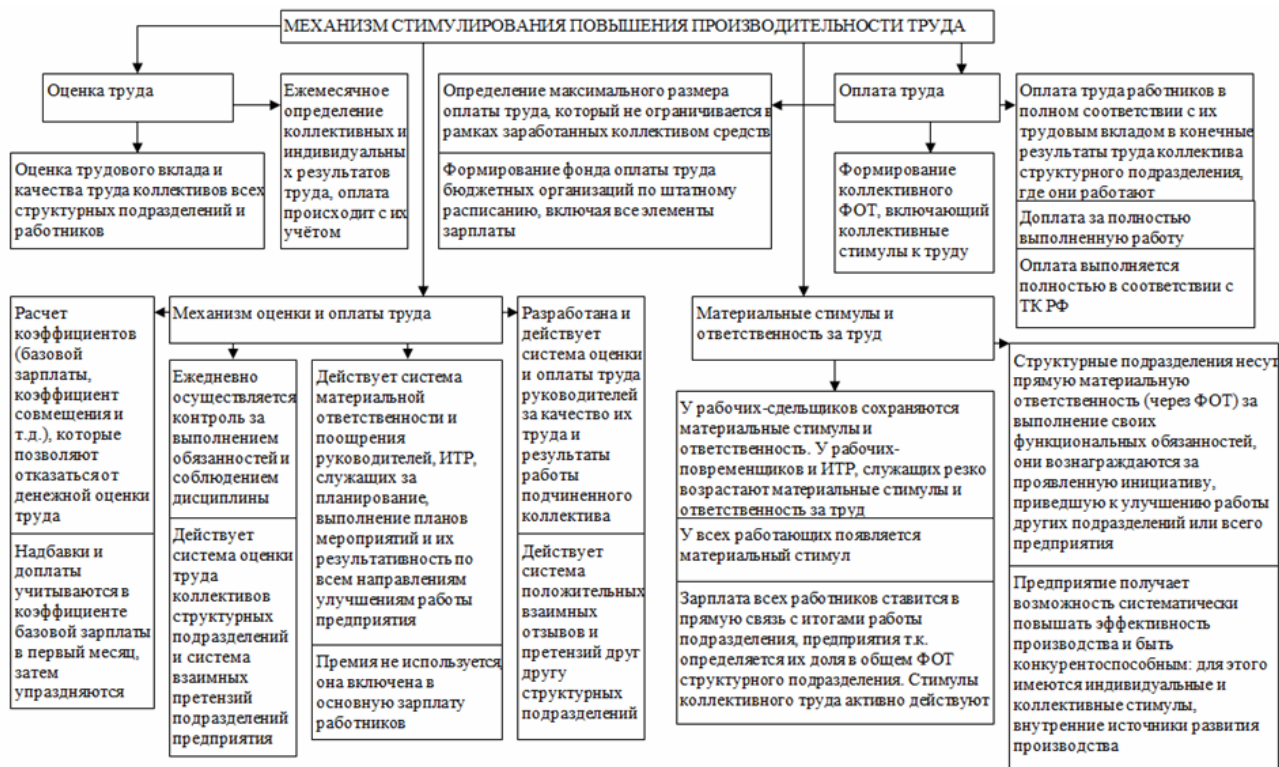 МЕХАНИЗМ СТИМУЛИРОВАНИЯ ПОВЫШЕНИЯ ПРОИЗВОДИТЕЛЬНОСТИ ТРУДА
Оценка труда
Ежемесячное
определение
коллективных и
индивидуальны
х результатов
труда, оплата
происходит с их
учётом
Оценка трудового вклада и
качества труда коллективов всех
структурных подразделений и
работников
Определение максимального размера
оплаты труда, который не ограничивается в
рамках заработанных коллективом средств
Формирование фонда оплаты труда
бюджетных организаций по штатному
расписанию, включая все элементы
зарплаты
Оплата труда
Формирование
коллективного
ФОТ, включающий
коллективные
стимулы к труду
Оплата труда работников в
полном соответствии с их
трудовым вкладом в конечные
результаты труда коллектива
структурного подразделения,
где они работают
Доплата за полностью
выполненную работу
Оплата выполняется
полностью в соответствии с
ТК РФ
Расчет
коэффициентов
(базовой
зарплаты,
коэффициент
совмещения и
т.д.), которые
позволяют
отказаться от
денежной оценки
труда
Надбавки и
доплаты
учитываются в
коэффициенте
базовой зарплаты
в первый месяц,
затем
упраздняются
Механизм оценки и оплаты труда
Ежедневно
осуществляется
контроль за
выполнением
обязанностей и
соблюдением
дисциплины
Действует
система оценки
труда
коллективов
структурных
подразделений
и система
взаимных
претензий
подразделений
предприятия
Действует система
материальной
ответственности и
поощрения
руководителей, ИТР,
служащих за
планирование,
выполнение планов
мероприятий и их
результативность по
всем направлениям
улучшениям работы
предприятия
Премия не используется,
она включена в
основную зарплату
работников
Разработана и
действует
система оценки
и оплаты труда
руководителей
за качество их
труда и
результаты
работы
подчиненного
коллектива
Действует
система
положительных
взаимных
отзывов и
претензий друг
другу
структурных
подразделений
Материальные стимулы и
ответственность за труд
У рабочих-сдельщиков сохраняются
материальные стимулы и
ответственность. У рабочих-
повременщиков и ИТР, служащих резко
возрастают материальные стимулы и
ответственность за труд
У всех работающих появляется
материальный стимул
Зарплата всех работников ставится в
прямую связь с итогами работы
подразделения, предприятия т.к.
определяется их доля в общем ФОТ
структурного подразделения. Стимулы
коллективного труда активно действуют
Структурные подразделения несут
прямую материальную
ответственность (через ФОТ) за
выполнение своих
функциональных обязанностей,
они вознаграждаются за
проявленную инициативу,
приведшую к улучшению работы
других подразделений или всего
предприятия
Предприятие получает
возможность систематически
повышать эффективность
производства и быть
конкурентоспособным: для этого
имеются индивидуальные и
коллективные стимулы,
внутренние источники развития
производства